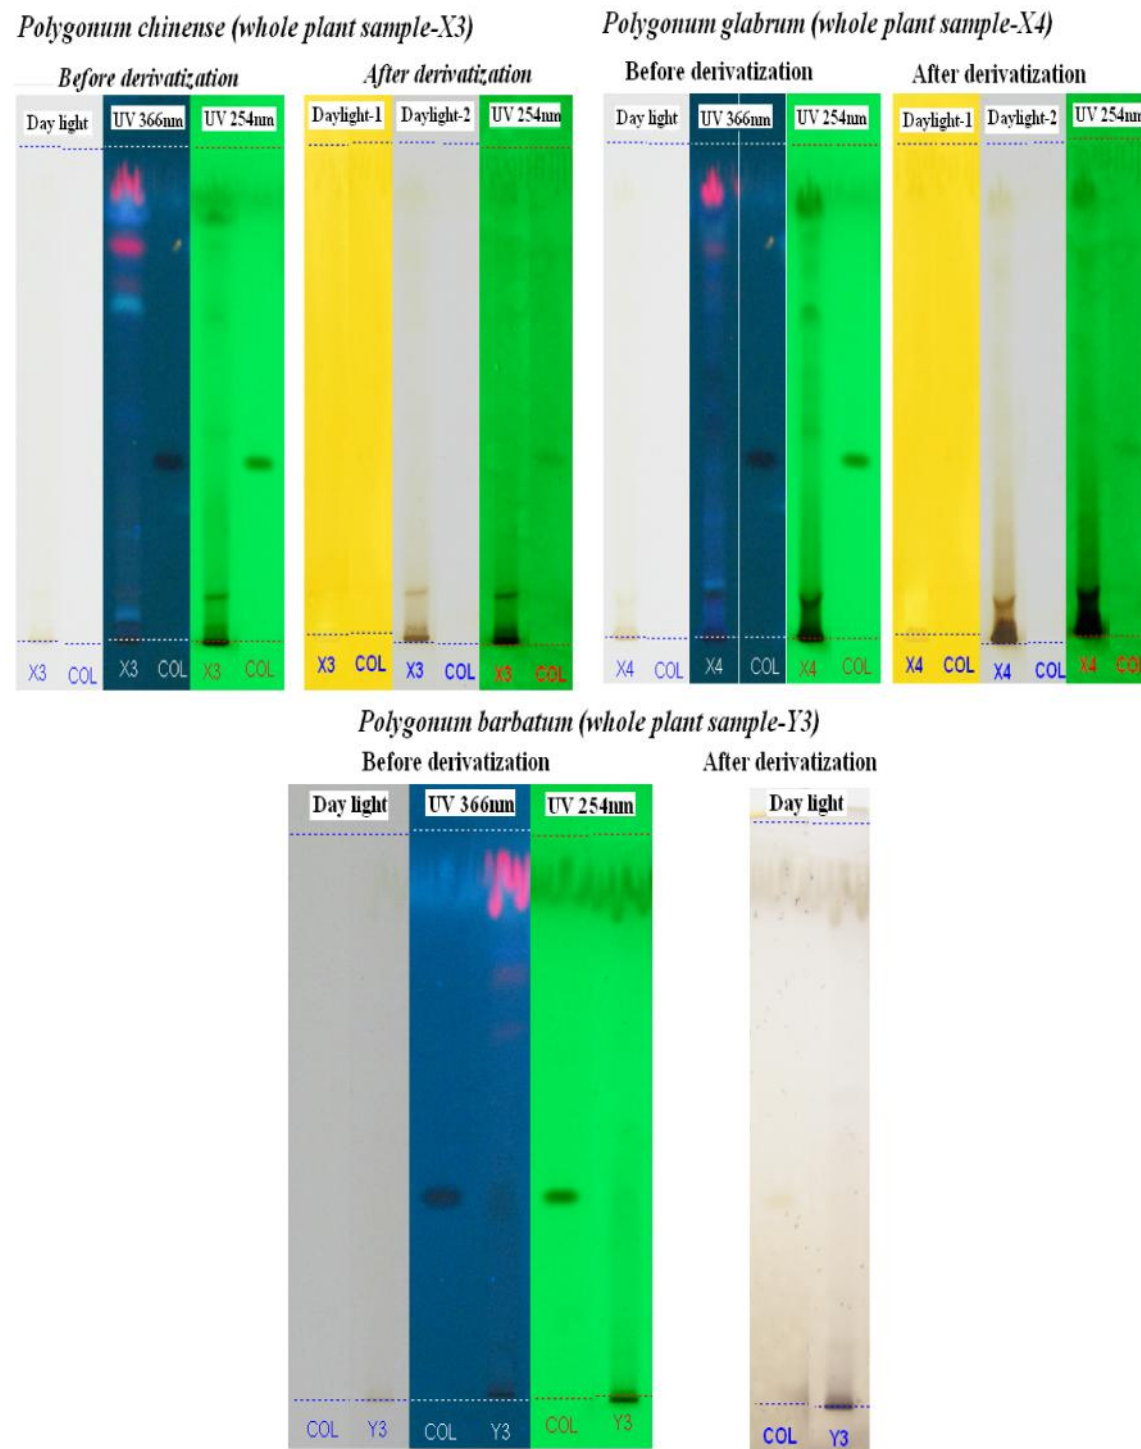 Polygonum chinense (whole plant sample-X3)
Polygonum glabrum (whole plant sample-X4)
Before derivatization
After derivatization
Before derivatization
After derivatization
Day light
UV 366nm
UV 254nm
Daylight-1
Daylight-2
UV 254nm
Day light
UV 366nm
UV 254nm
Daylight-1
Daylight-2
UV 254nm
X3 COL
X3 COL
X3 COL
X3 COL
X3 COL
X3 COL
X4 COL
X4 COL
X4 COL
X4 COL
X4 COL
X4 COL
Polygonum barbatum (whole plant sample-Y3)
Before derivatization
After derivatization
Day light
UV 366nm
UV 254nm
Day light
COL Y3
COL Y3
COL Y3
COL Y3